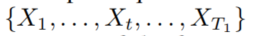 {X_1, . . . , X_t, . . . , X_{T_1}}